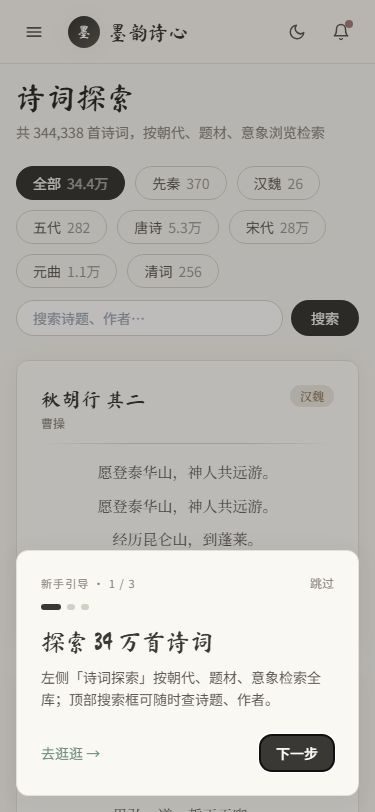 墨 墨韵诗心
诗词探索
共 344,338 首诗词，按朝代、题材、意象浏览检索
全部 34.4万 先秦 370 汉魏 26
五代 282 唐诗 5.3万 宋代 28万
元曲 1.1万 清词 256
搜索诗题、作者… 搜索
秋胡行 其二 汉魏
曹操
愿登泰华山，神人共远游。
愿登泰华山，神人共远游。
经历昆仑山，到蓬莱。
新手引导 · 1 / 3 跳过
探索 34 万首诗词
左侧「诗词探索」按朝代、题材、意象检索全
库；顶部搜索框可随时查诗题、作者。
去逛逛 → 下一步